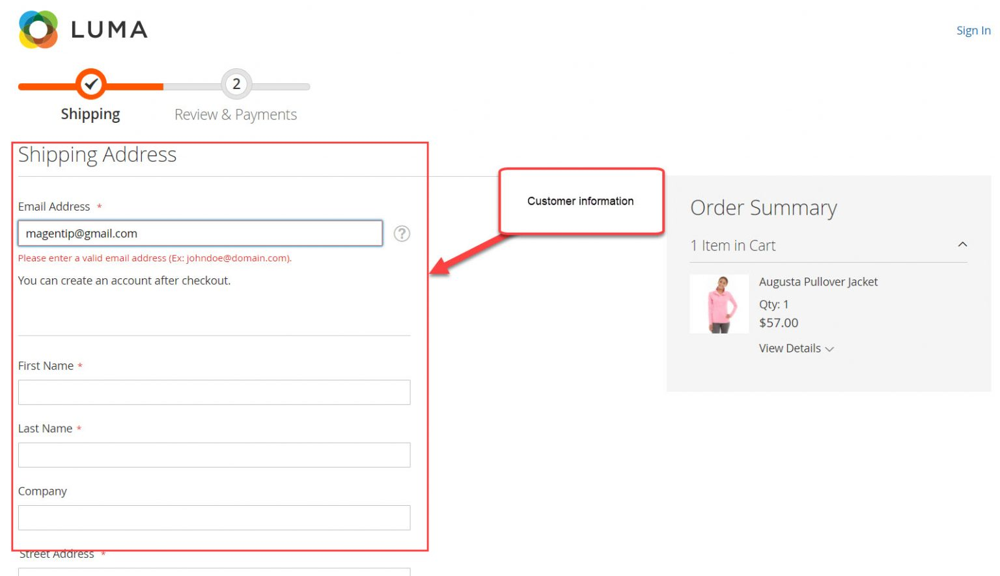 LUMA
Sign In
2
Shipping
Review & Payments
Shipping Address
Email Address *
magentip@gmail.com
?
Please enter a valid email address (Ex: johndoe@domain.com).
You can create an account after checkout.
First Name *
Last Name *
Company
Street Address *
Customer information
Order Summary
1 Item in Cart
Augusta Pullover Jacket
Qty: 1
$57.00
View Details